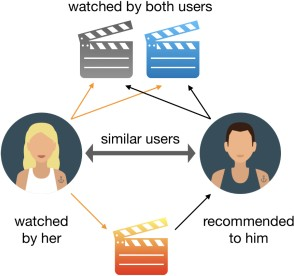 watched by both users
similar users
watched
by her
recommended
to him